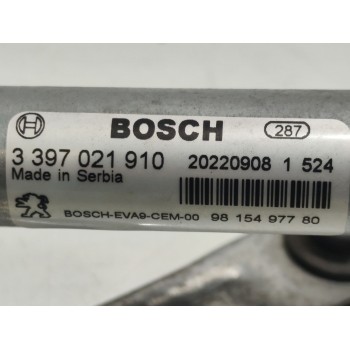 BOSCH 287
3 397 021 910 20220908 1 524
Made in Serbia
BOSCH-EVA9-CEM-00 98 154 977 80